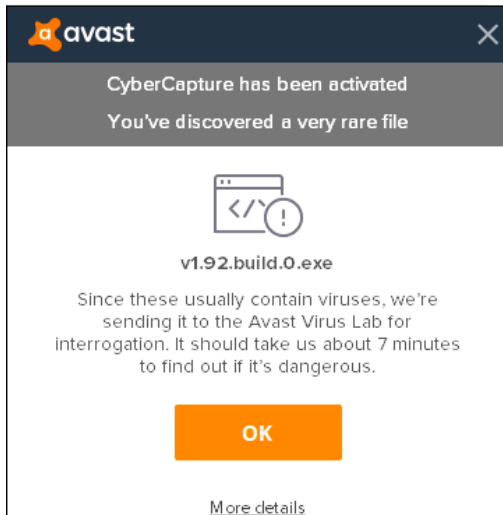 avast
CyberCapture has been activated
You've discovered a very rare file
v1.92.build.0.exe
Since these usually contain viruses, we're
sending it to the Avast Virus Lab for
interrogation. It should take us about 7 minutes
to find out if it's dangerous.
OK
More details